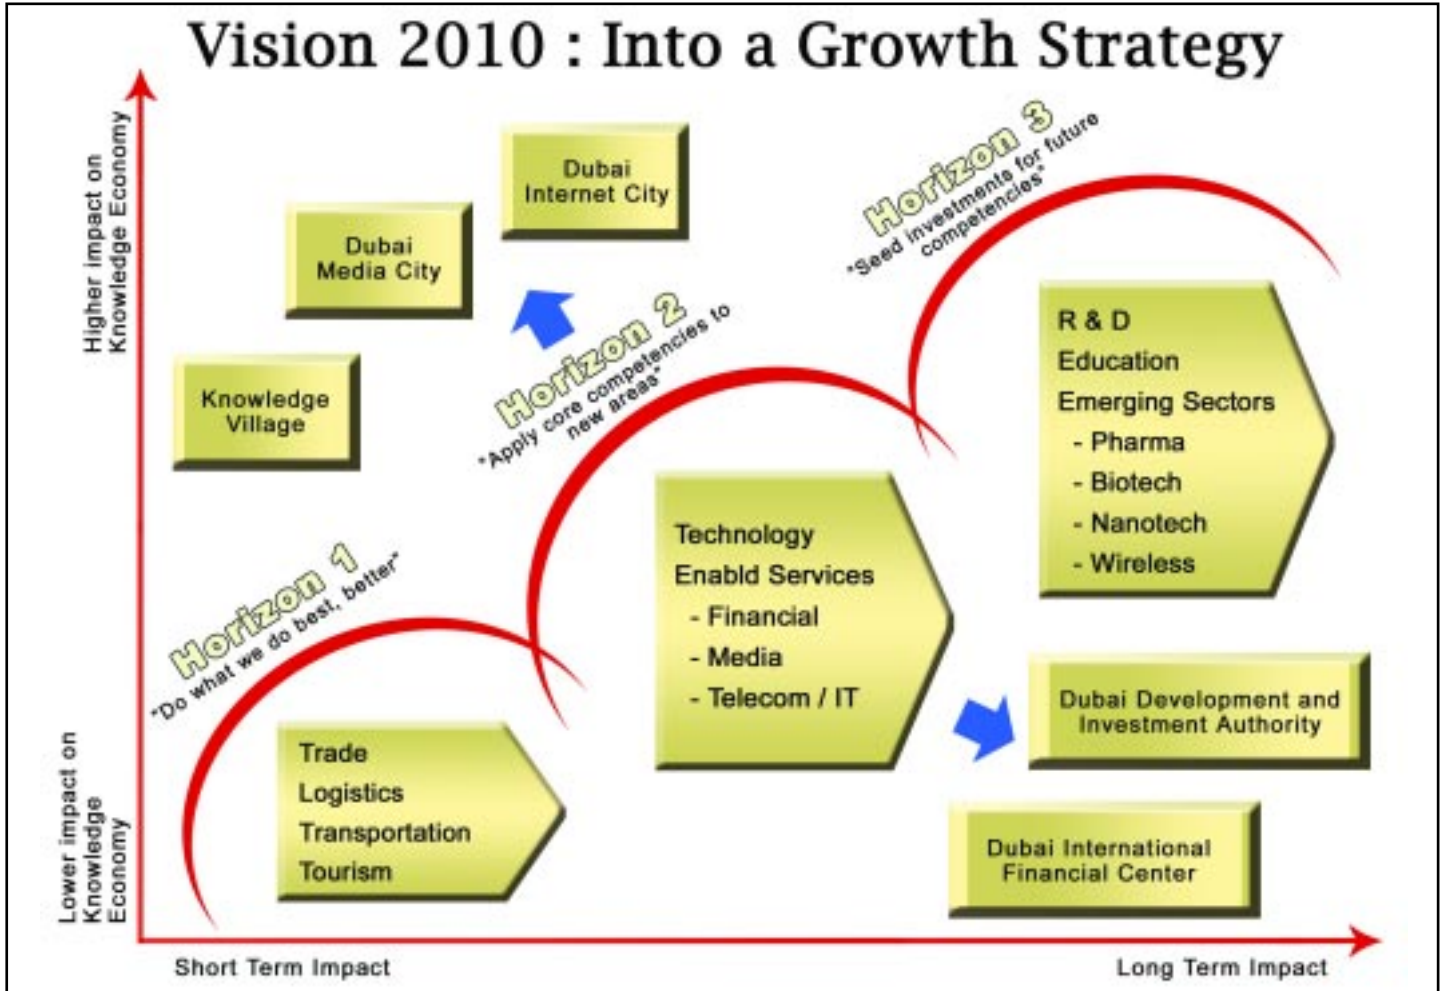 Vision 2010 : Into a Growth Strategy
Higher impact on
Knowledge Economy
Dubai
Internet City
Dubai
Media City
Knowledge
Village
Horizon 3
"Seed investments for future
competencies"
Horizon 2
"Apply core competencies to
new areas"
Horizon 1
"Do what we do best, better"
R & D
Education
Emerging Sectors
- Pharma
- Biotech
- Nanotech
- Wireless
Technology
Enabld Services
- Financial
- Media
- Telecom / IT
Trade
Logistics
Transportation
Tourism
Dubai Development and
Investment Authority
Dubai International
Financial Center
Lower impact on
Knowledge
Economy
Short Term Impact
Long Term Impact